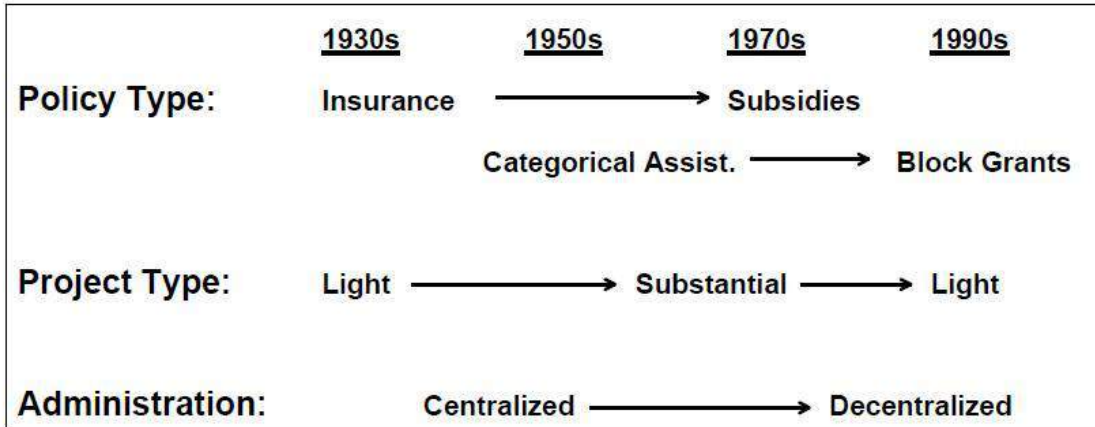 1930s 1950s 1970s 1990s
Policy Type: Insurance Subsidies
Categorical Assist. Block Grants
Project Type: Light Substantial Light
Administration: Centralized Decentralized